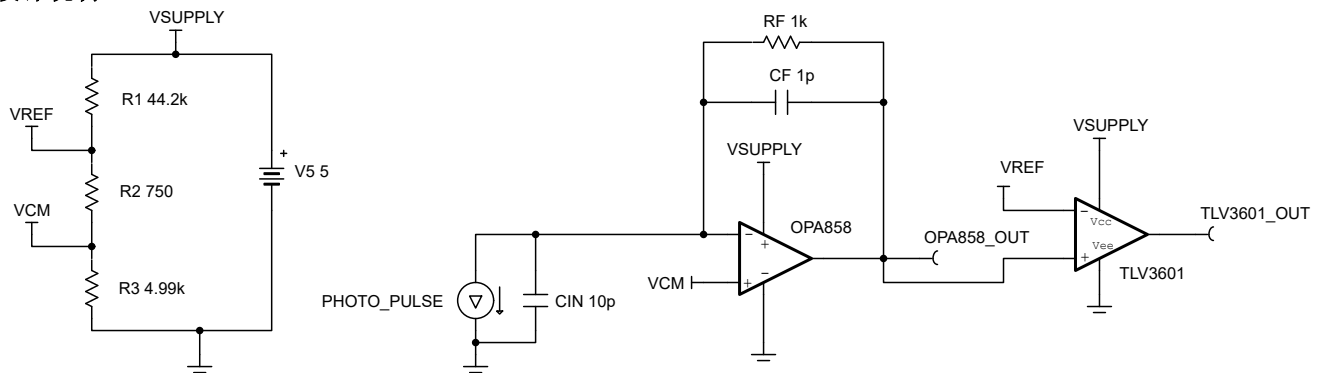 VSUPPLY
R1 44.2k
VREF
R2 750
VCM
R3 4.99k
+
V5 5
RF 1k
CF 1p
VSUPPLY
OPA858
VCM
PHOTO_PULSE
CIN 10p
OPA858_OUT
VREF
VSUPPLY
Vcc
Vee
TLV3601
TLV3601_OUT